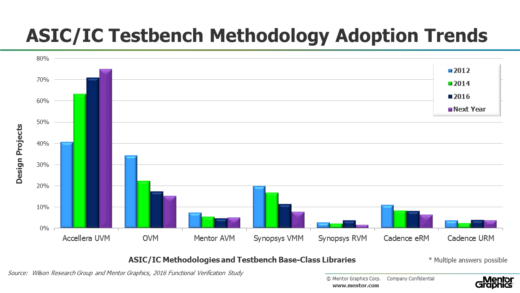 ASIC/IC Testbench Methodology Adoption Trends
80%
70%
60%
50%
40%
30%
20%
10%
0%
Design Projects
2012
2014
2016
Next Year
Accellera UVM OVM Mentor AVM Synopsys VMM Synopsys RVM Cadence eRM Cadence URM
ASIC/IC Methodologies and Testbench Base-Class Libraries
* Multiple answers possible
Source: Wilson Research Group and Mentor Graphics, 2016 Functional Verification Study
© Mentor Graphics Corp. Company Confidential
www.mentor.com
Mentor
Graphics